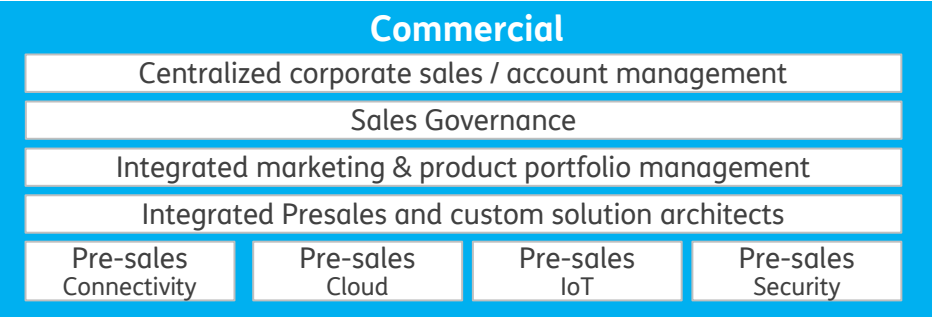 Commercial
Centralized corporate sales / account management
Sales Governance
Integrated marketing & product portfolio management
Integrated Presales and custom solution architects
Pre-sales
Connectivity
Pre-sales
Cloud
Pre-sales
IoT
Pre-sales
Security